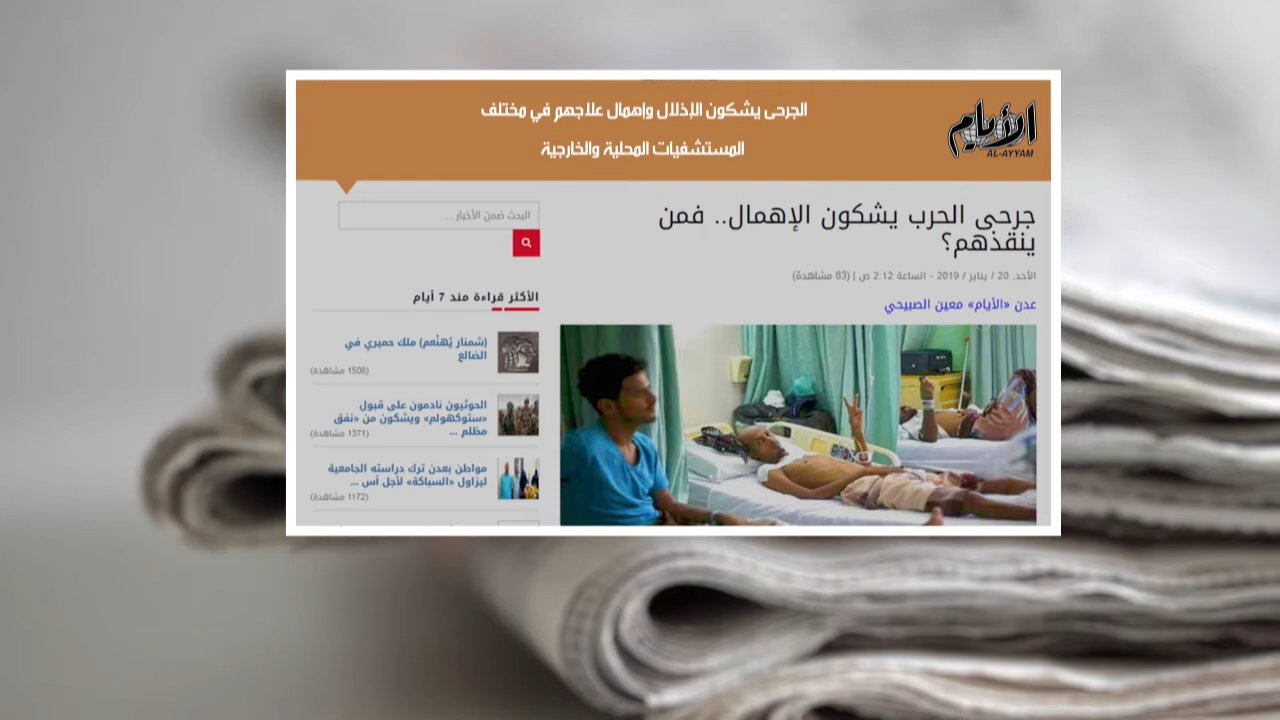 الجرحى يشكون الإذلال وإهمال علاجهم في مختلف
المستشفيات المحلية والخارجية
الأيام
AL-AYYAM
جرحى الحرب يشكون الإهمال.. فمن
ينقذهم؟
الأحد, 20 / يناير / 2019 - الساعة 2:12 ص | (83 مشاهدة)
عدن «الأيام» معين الصبيحي
البحث ضمن الأخبار ...
الأكثر قراءة منذ 7 أيام
(شمنار يُهنْعم) ملك حميري في
الضالع
(1508 مشاهدة)
الحوثيون نادمون على قبول
«ستوكهولم» ويشكون من «نفق
مظلم ...
(1371 مشاهدة)
مواطن بعدن ترك دراسته الجامعية
ليزاول «السباكة» لأجل أس ...
(1172 مشاهدة)